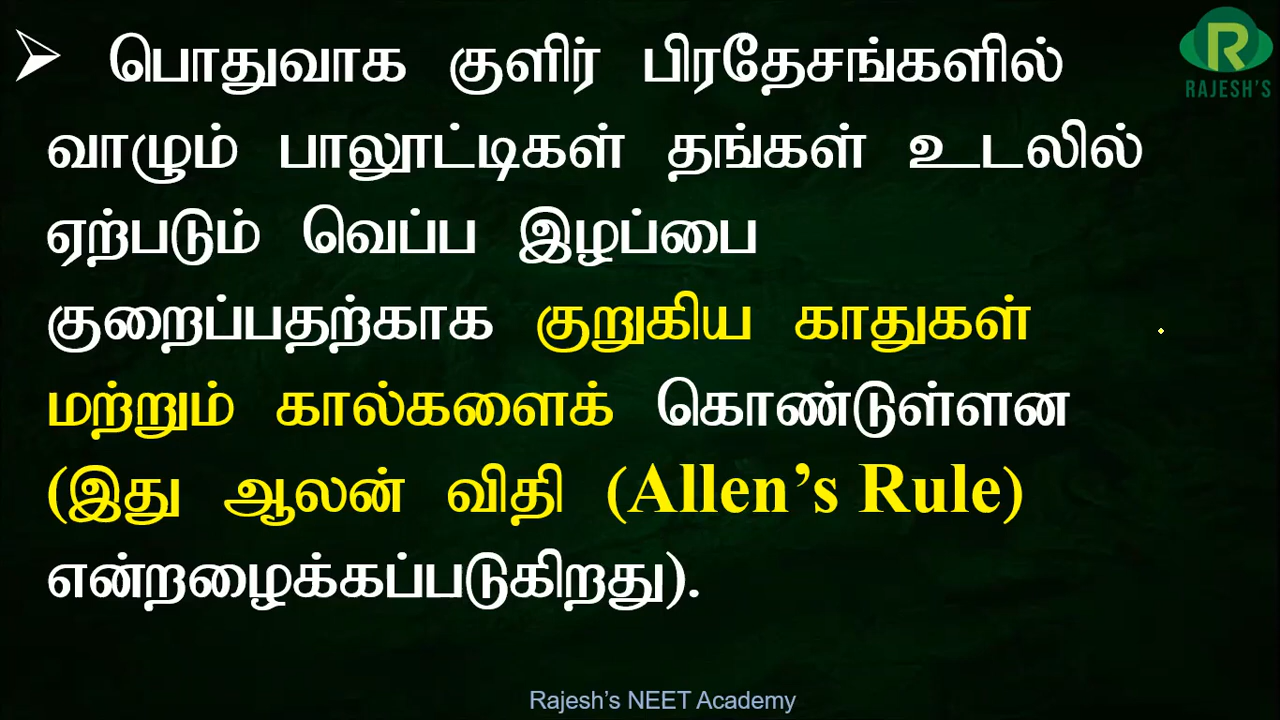 ➢ பொதுவாக குளிர் பிரதேசங்களில்
வாழும் பாலூட்டிகள் தங்கள் உடலில்
ஏற்படும் வெப்ப இழப்பை
குறைப்பதற்காக குறுகிய காதுகள்
மற்றும் கால்களைக் கொண்டுள்ளன
(இது ஆலன் விதி (Allen’s Rule)
என்றழைக்கப்படுகிறது).
R
RAJESH'S
Rajesh’s NEET Academy